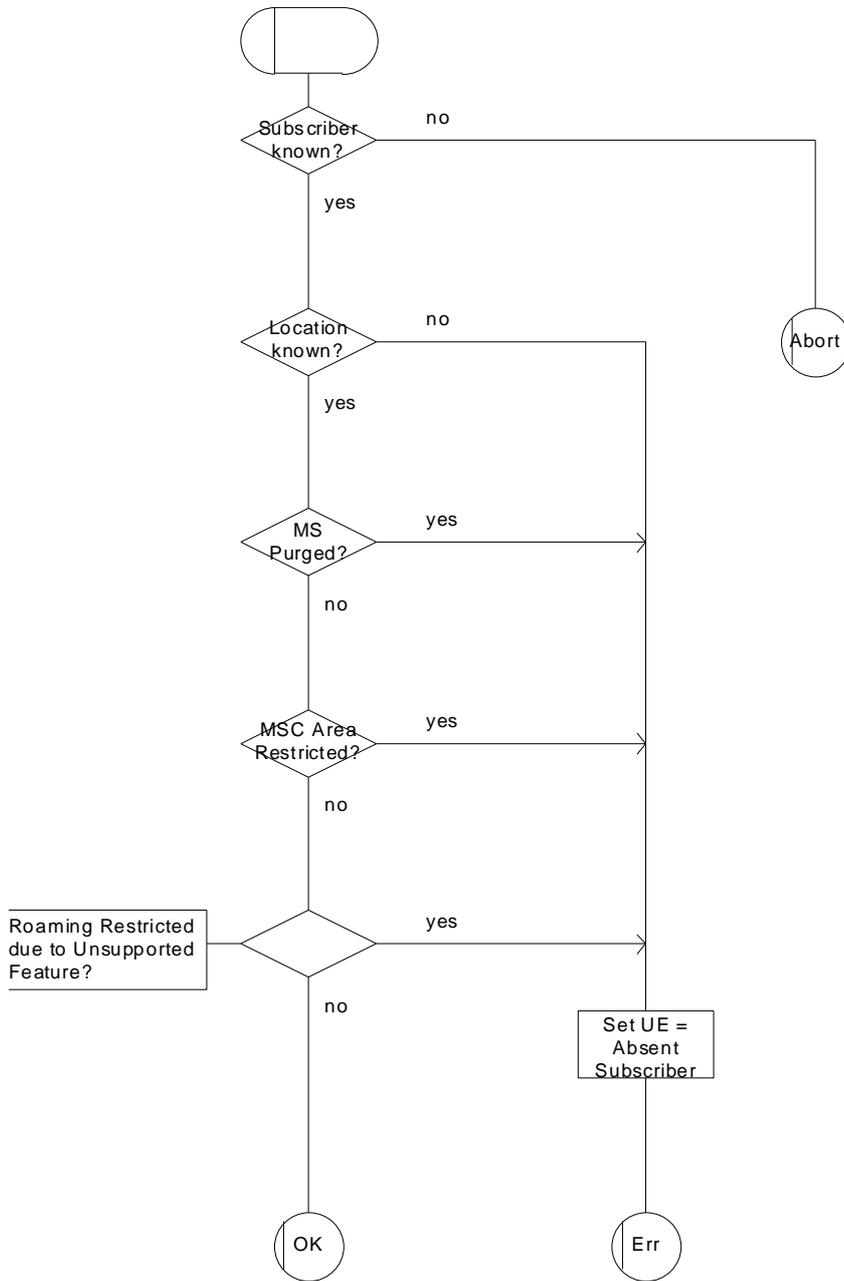 Subscriber
known?
no
yes
Location
known?
no
Abort
yes
MS
Purged?
yes
no
MSC Area
Restricted?
yes
no
Roaming Restricted
due to Unsupported
Feature?
yes
no
Set UE =
Absent
Subscriber
OK
Err